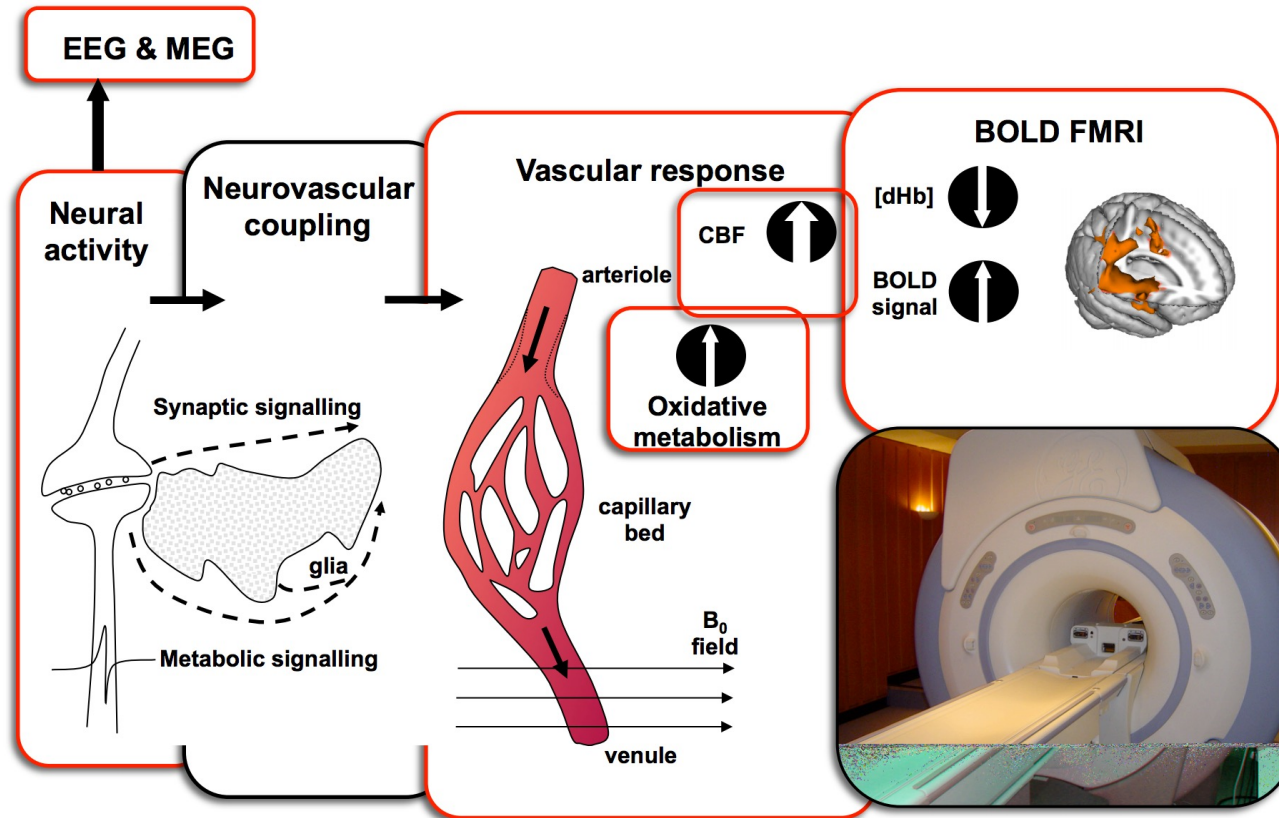 EEG & MEG
Neural
activity
Neurovascular
coupling
Vascular response
BOLD FMRI
[dHb]
BOLD
signal
CBF
arteriole
Oxidative
metabolism
Synaptic signalling
glia
Metabolic signalling
capillary
bed
B₀
field
venule